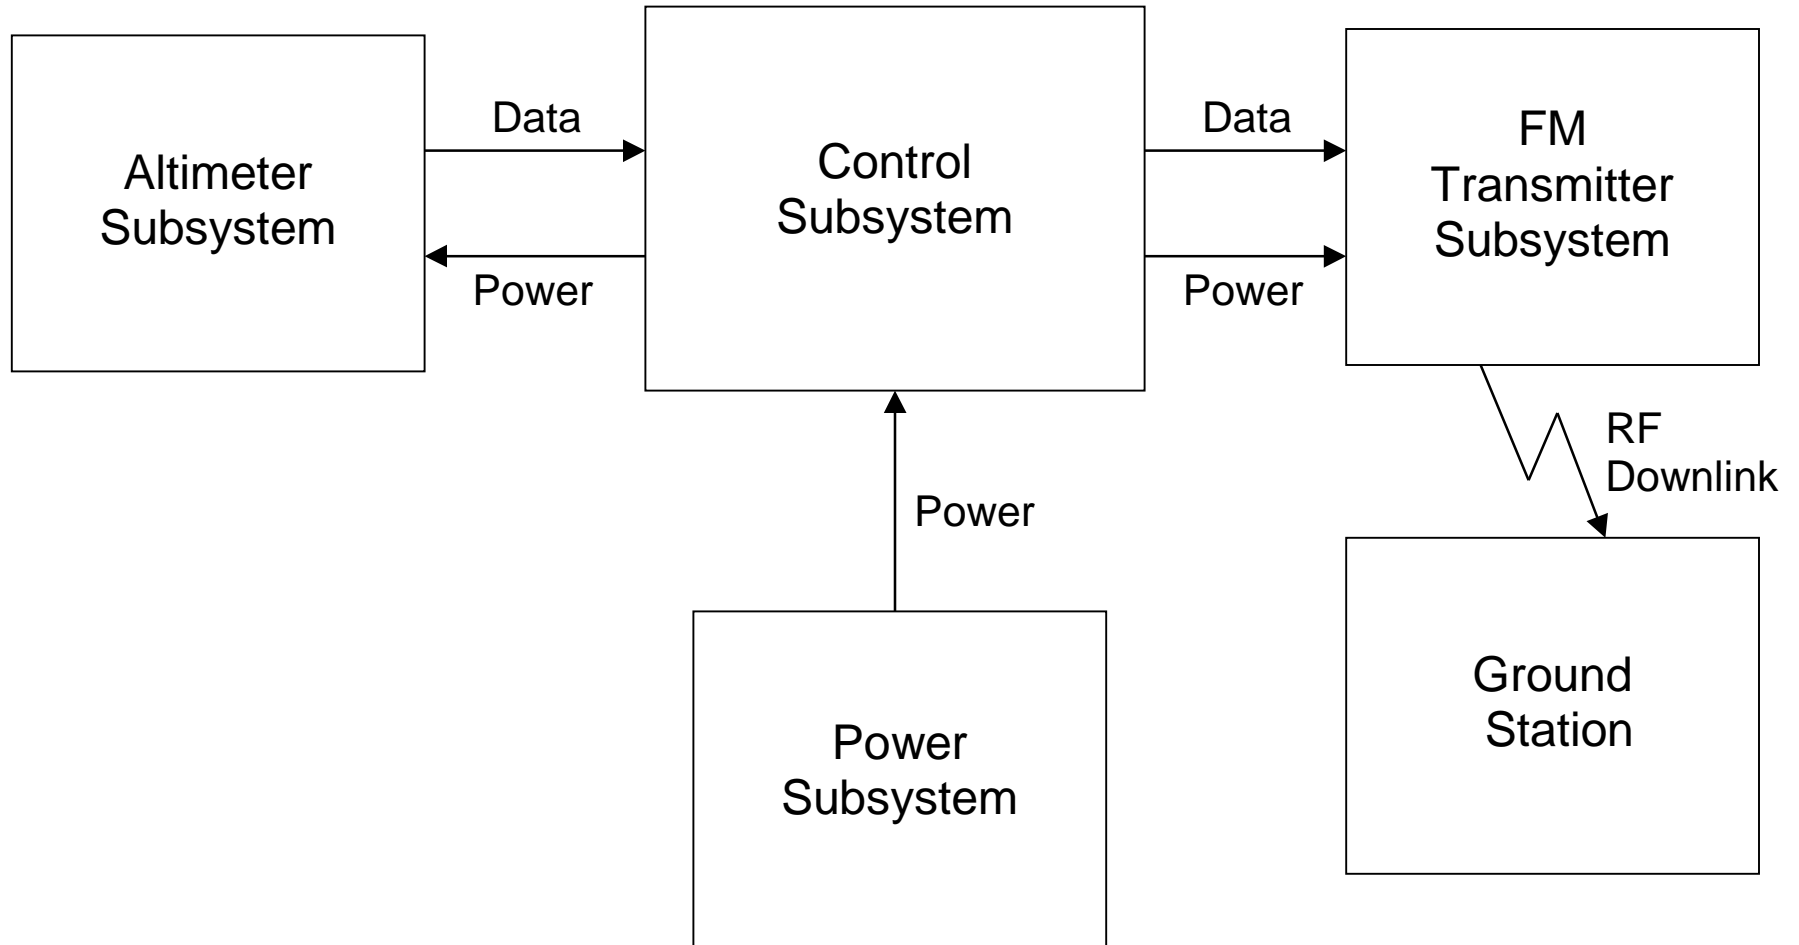 Altimeter
Subsystem
Data
Power
Control
Subsystem
Data
Power
FM
Transmitter
Subsystem
RF
Downlink
Power
Power
Subsystem
Ground
Station